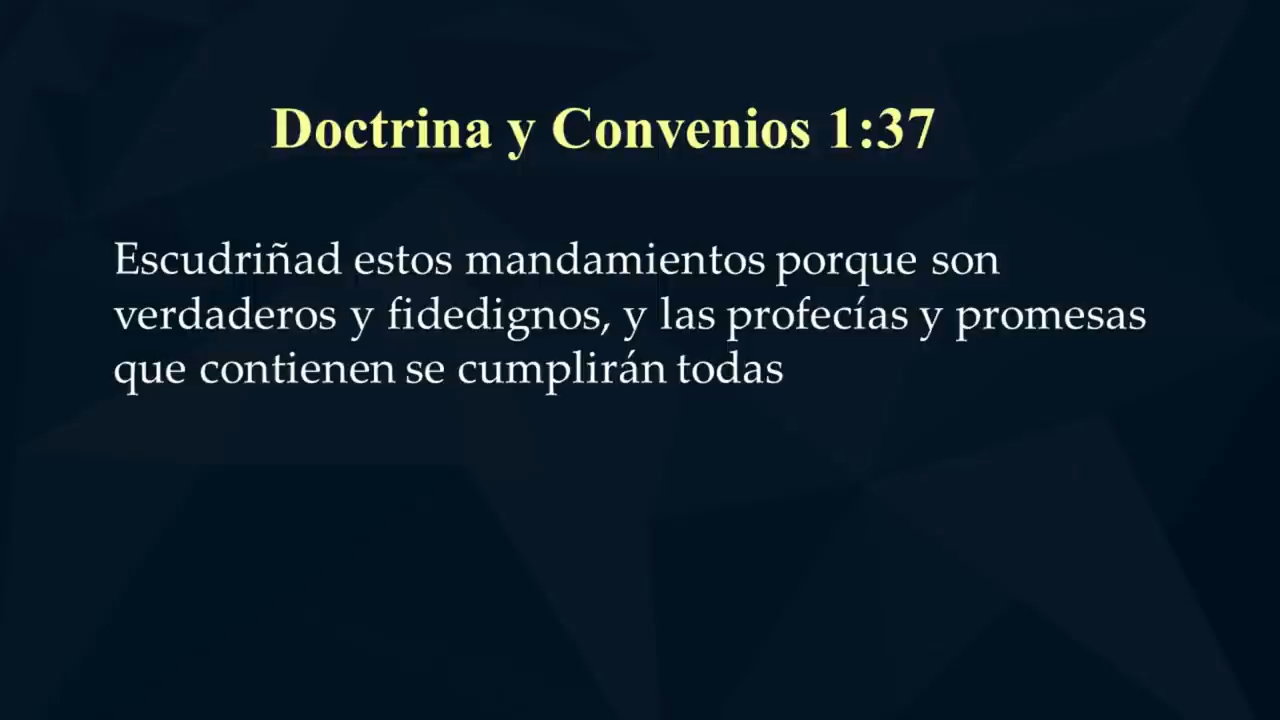 Doctrina y Convenios 1:37
Escudriñad estos mandamientos porque son
verdaderos y fidedignos, y las profecías y promesas
que contienen se cumplirán todas